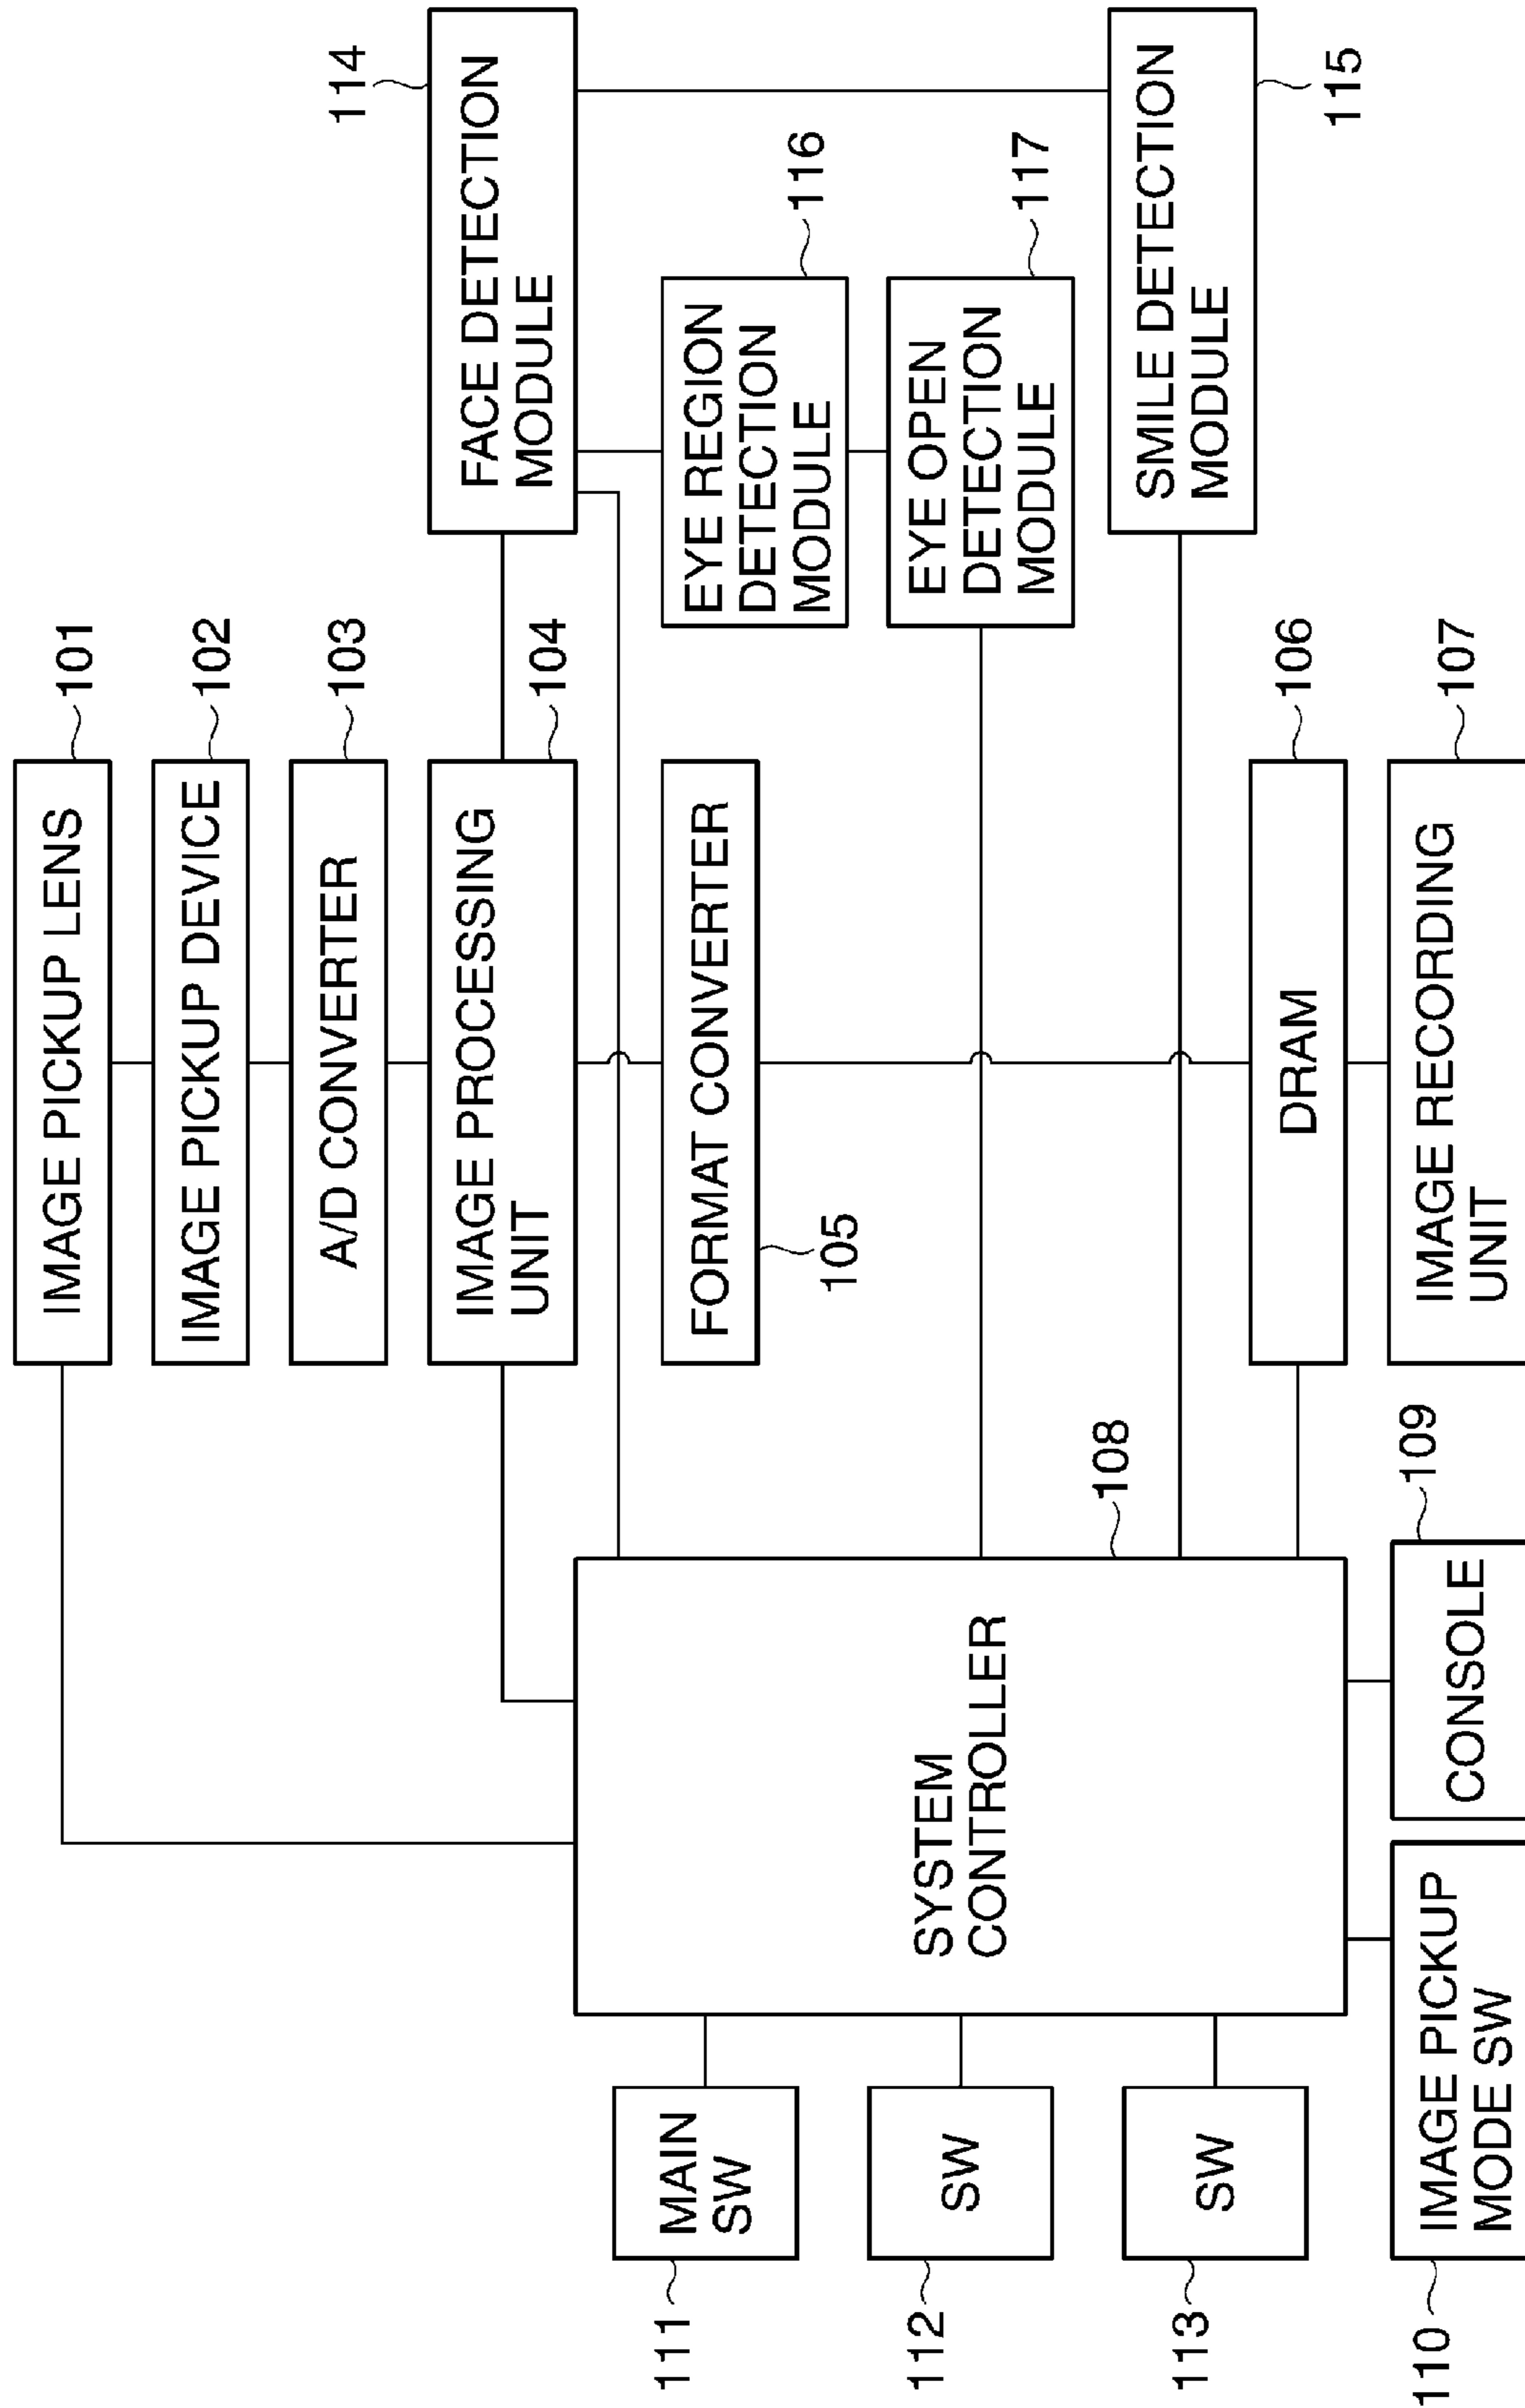 101
IMAGE PICKUP LENS
102
IMAGE PICKUP DEVICE
103
A/D CONVERTER
114
FACE DETECTION
MODULE
104
IMAGE PROCESSING
UNIT
116
EYE REGION
DETECTION
MODULE
FORMAT CONVERTER
105
117
EYE OPEN
DETECTION
MODULE
108
SYSTEM
CONTROLLER
111
MAIN
SW
112
SW
113
SW
SMILE DETECTION
MODULE
115
106
DRAM
107
IMAGE RECORDING
UNIT
109
CONSOLE
110
IMAGE PICKUP
MODE SW